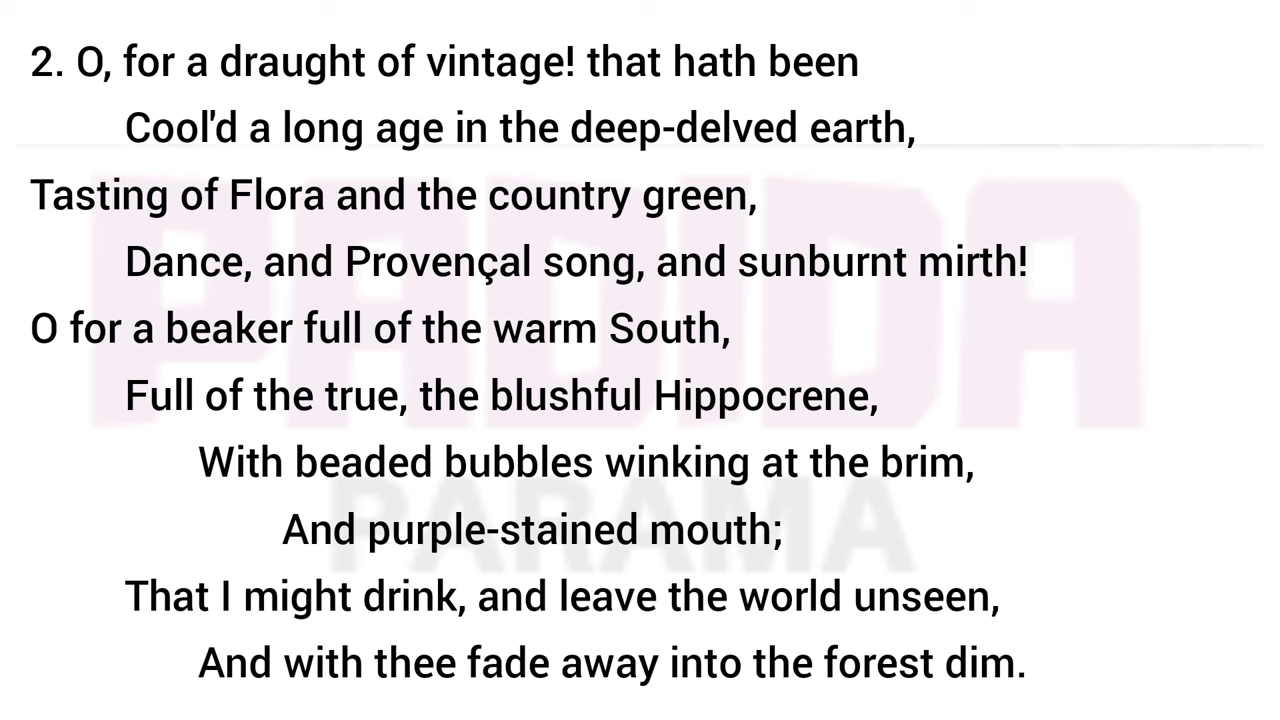 2. O, for a draught of vintage! that hath been
Cool'd a long age in the deep-delved earth,
Tasting of Flora and the country green,
Dance, and Provençal song, and sunburnt mirth!
O for a beaker full of the warm South,
Full of the true, the blushful Hippocrene,
With beaded bubbles winking at the brim,
And purple-stained mouth;
That I might drink, and leave the world unseen,
And with thee fade away into the forest dim.
PADIDA
PARAMA